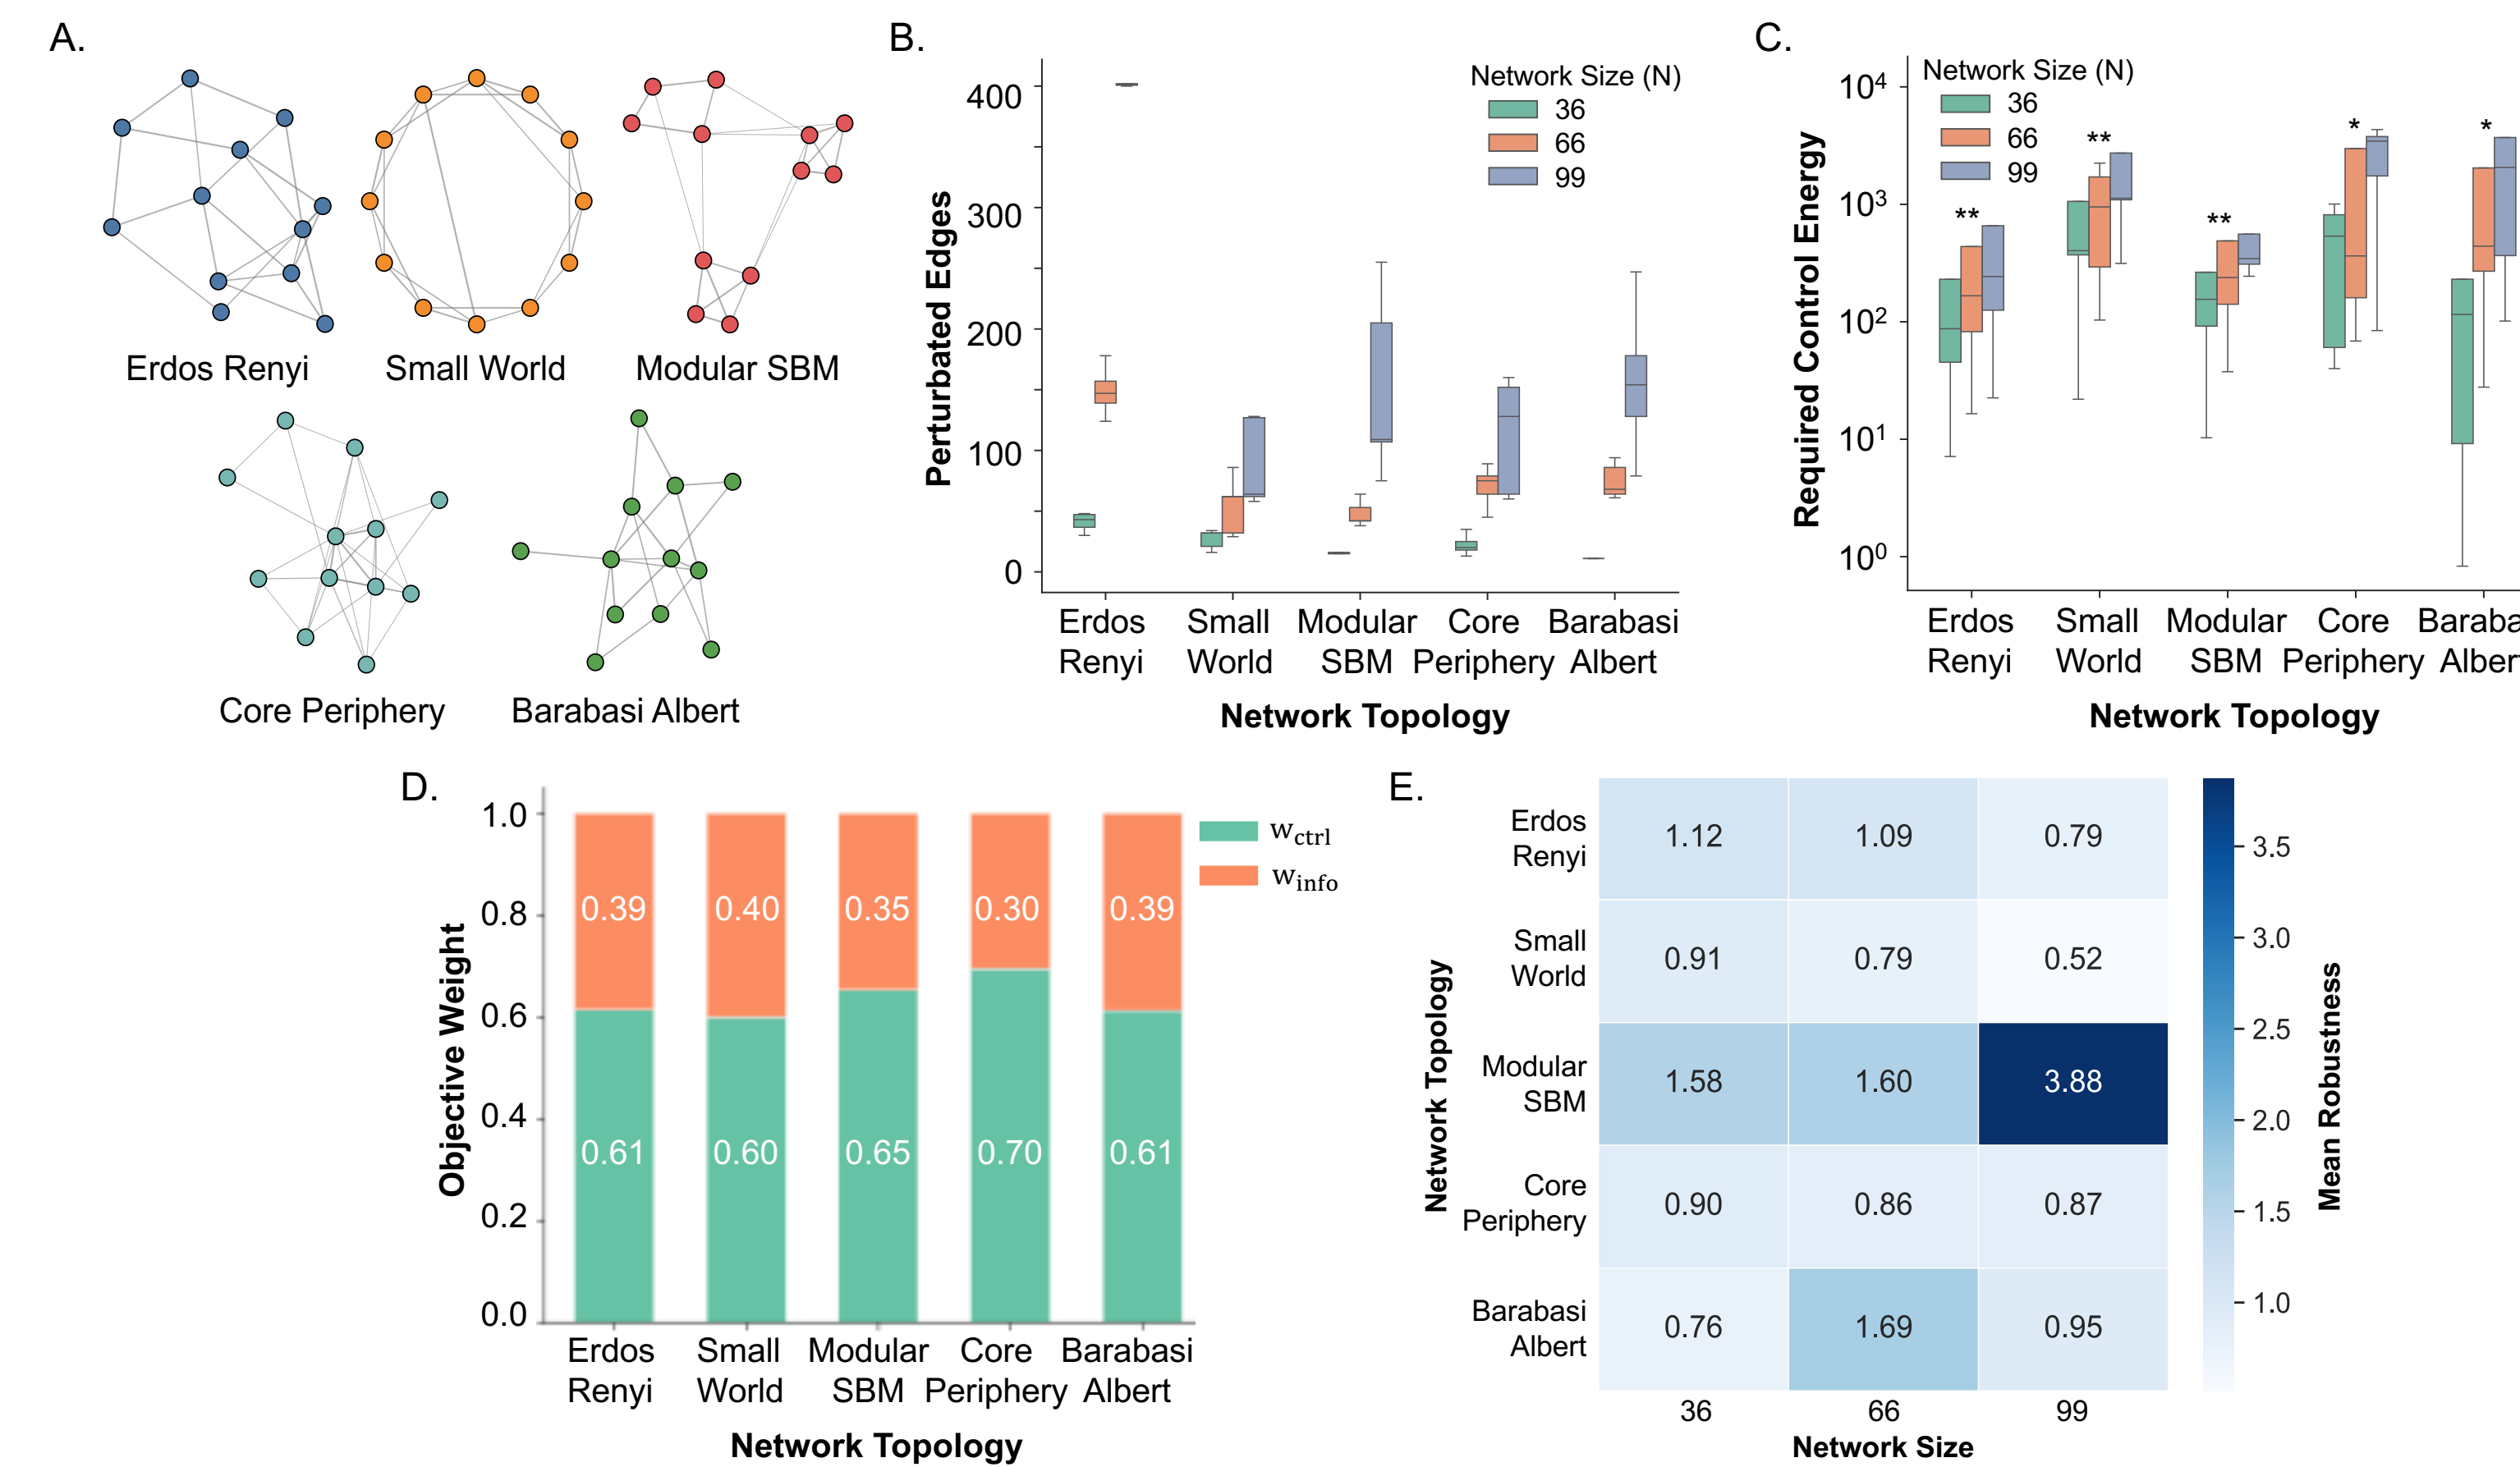 A.
Erdos Renyi
Small World
Modular SBM
Core Periphery
Barabasi Albert
B.
Perturbated Edges
400
300
200
100
0
Network Size (N)
36
66
99
Erdos
Renyi
Small
World
Modular
SBM
Core
Periphery
Barabasi
Albert
Network Topology
C.
Required Control Energy
10⁴
10³
10²
10¹
10⁰
Network Size (N)
36
66
99
**
**
**
*
*
Erdos
Renyi
Small
World
Modular
SBM
Core
Periphery
Baraba
Alber
Network Topology
D.
Objective Weight
1.0
0.8
0.6
0.4
0.2
0.0
0.39
0.40
0.35
0.30
0.39
0.61
0.60
0.65
0.70
0.61
w_ctrl
w_info
Erdos
Renyi
Small
World
Modular
SBM
Core
Periphery
Barabasi
Albert
Network Topology
E.
Network Topology
Erdos
Renyi
1.12 1.09 0.79
Small
World
0.91 0.79 0.52
Modular
SBM
1.58 1.60 3.88
Core
Periphery
0.90 0.86 0.87
Barabasi
Albert
0.76 1.69 0.95
36 66 99
Network Size
3.5
3.0
2.5
2.0
1.5
1.0
Mean Robustness